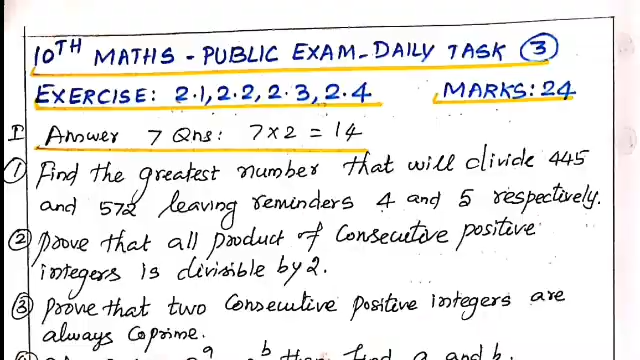 10TH MATHS - PUBLIC EXAM - DAILY TASK ③
EXERCISE: 2.1, 2.2, 2.3, 2.4 MARKS: 24
I Answer 7 Qns: 7 x 2 = 14
① Find the greatest number that will divide 445
and 572 leaving reminders 4 and 5 respectively.
② Prove that all product of Consecutive positive
integers is divisible by 2.
③ Prove that two Consecutive positive integers are
always Coprime.
a b then find a and b.